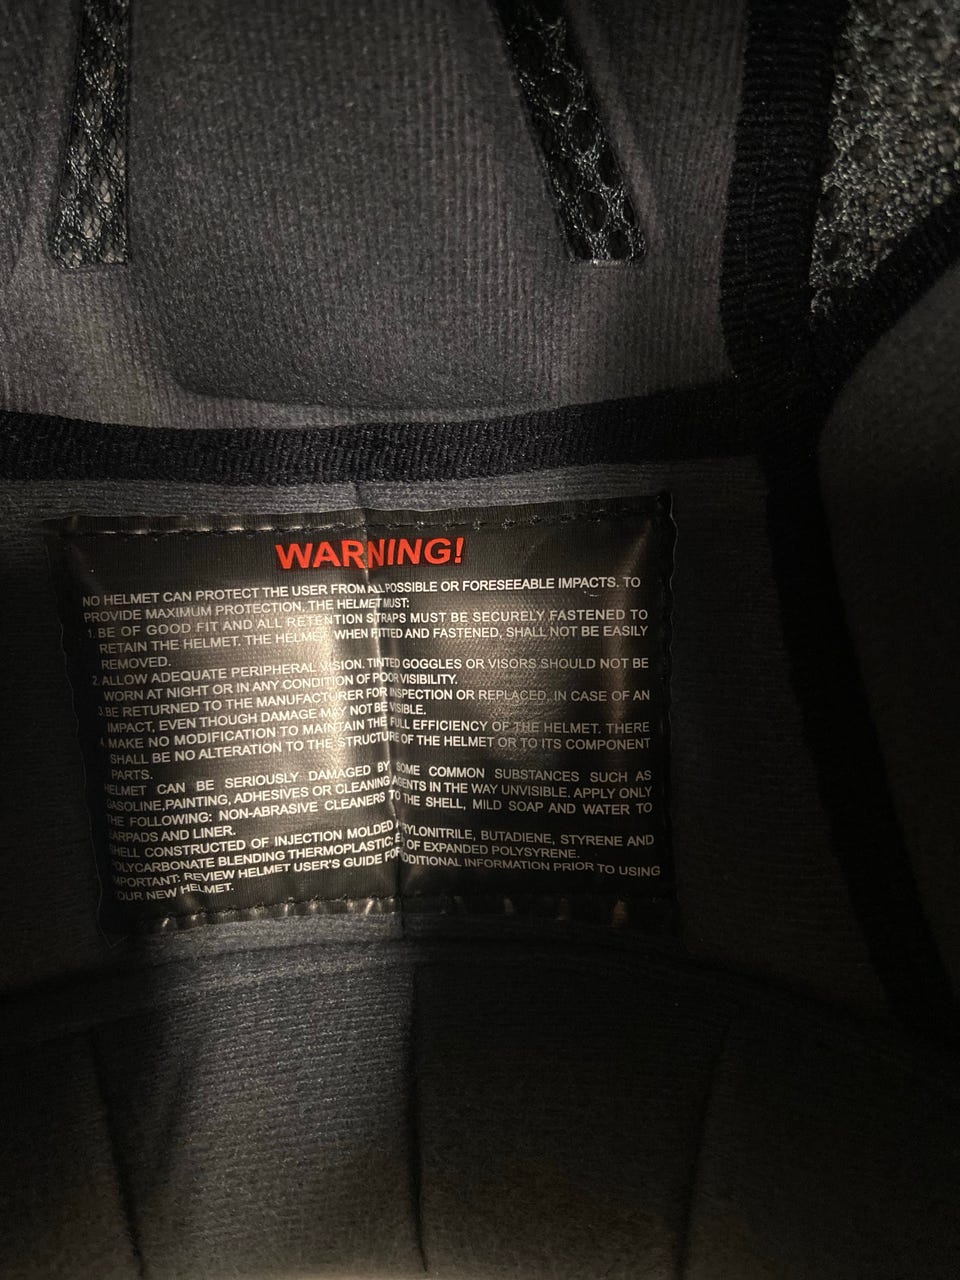 WARNING!
NO HELMET CAN PROTECT THE USER FROM ALL POSSIBLE OR FORESEEABLE IMPACTS. TO
PROVIDE MAXIMUM PROTECTION, THE HELMET MUST:
1. BE OF GOOD FIT AND ALL RETENTION STRAPS MUST BE SECURELY FASTENED TO
RETAIN THE HELMET. THE HELMET WHEN FITTED AND FASTENED, SHALL NOT BE EASILY
REMOVED.
2. ALLOW ADEQUATE PERIPHERAL VISION. TINTED GOGGLES OR VISORS SHOULD NOT BE
WORN AT NIGHT OR IN ANY CONDITION OF POOR VISIBILITY.
3. BE RETURNED TO THE MANUFACTURER FOR INSPECTION OR REPLACED, IN CASE OF AN
IMPACT, EVEN THOUGH DAMAGE MAY NOT BE VISIBLE.
4. MAKE NO MODIFICATION TO MAINTAIN THE FULL EFFICIENCY OF THE HELMET. THERE
SHALL BE NO ALTERATION TO THE STRUCTURE OF THE HELMET OR TO ITS COMPONENT
PARTS.
HELMET CAN BE SERIOUSLY DAMAGED BY SOME COMMON SUBSTANCES SUCH AS
GASOLINE,PAINTING, ADHESIVES OR CLEANING AGENTS IN THE WAY UNVISIBLE. APPLY ONLY
THE FOLLOWING: NON-ABRASIVE CLEANERS TO THE SHELL, MILD SOAP AND WATER TO
EARPADS AND LINER.
SHELL CONSTRUCTED OF INJECTION MOLDED BUTADIENE, STYRENE AND
POLYCARBONATE BLENDING THERMOPLASTIC; OF EXPANDED POLYSYRENE.
IMPORTANT: REVIEW HELMET USER'S GUIDE FOR ADDITIONAL INFORMATION PRIOR TO USING
YOUR NEW HELMET.